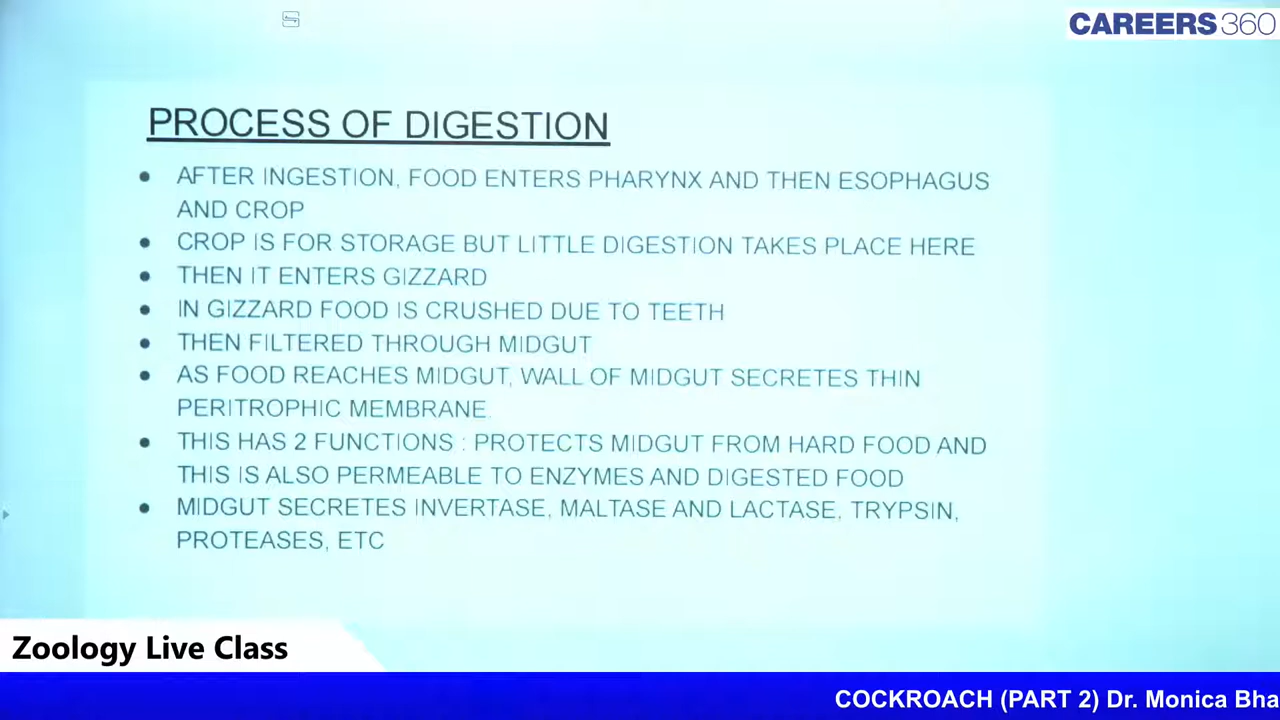 CAREERS360
PROCESS OF DIGESTION
● AFTER INGESTION, FOOD ENTERS PHARYNX AND THEN ESOPHAGUS
AND CROP
● CROP IS FOR STORAGE BUT LITTLE DIGESTION TAKES PLACE HERE
● THEN IT ENTERS GIZZARD
● IN GIZZARD FOOD IS CRUSHED DUE TO TEETH
● THEN FILTERED THROUGH MIDGUT
● AS FOOD REACHES MIDGUT, WALL OF MIDGUT SECRETES THIN
PERITROPHIC MEMBRANE.
● THIS HAS 2 FUNCTIONS : PROTECTS MIDGUT FROM HARD FOOD AND
THIS IS ALSO PERMEABLE TO ENZYMES AND DIGESTED FOOD
● MIDGUT SECRETES INVERTASE, MALTASE AND LACTASE, TRYPSIN,
PROTEASES, ETC
Zoology Live Class
COCKROACH (PART 2) Dr. Monica Bha